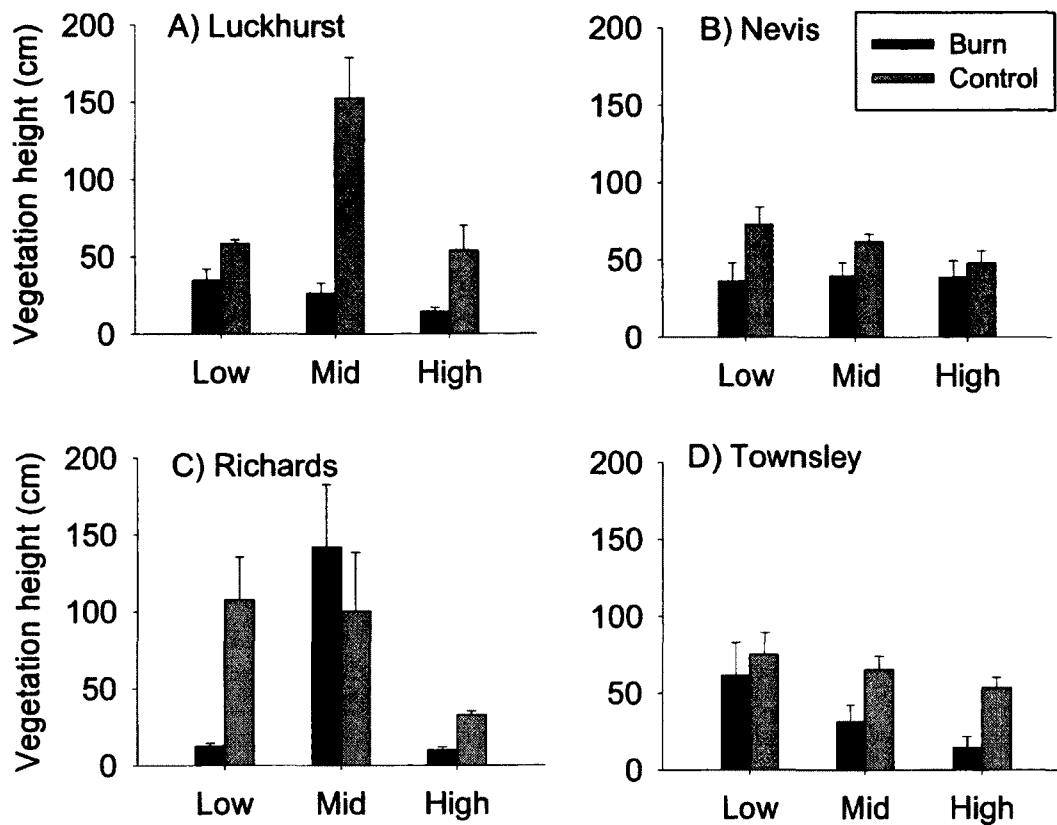 A) Luckhurst
Vegetation height (cm)
200
150
100
50
0
Low Mid High
B) Nevis
Burn
Control
200
150
100
50
0
Low Mid High
C) Richards
Vegetation height (cm)
200
150
100
50
0
Low Mid High
D) Townsley
200
150
100
50
0
Low Mid High